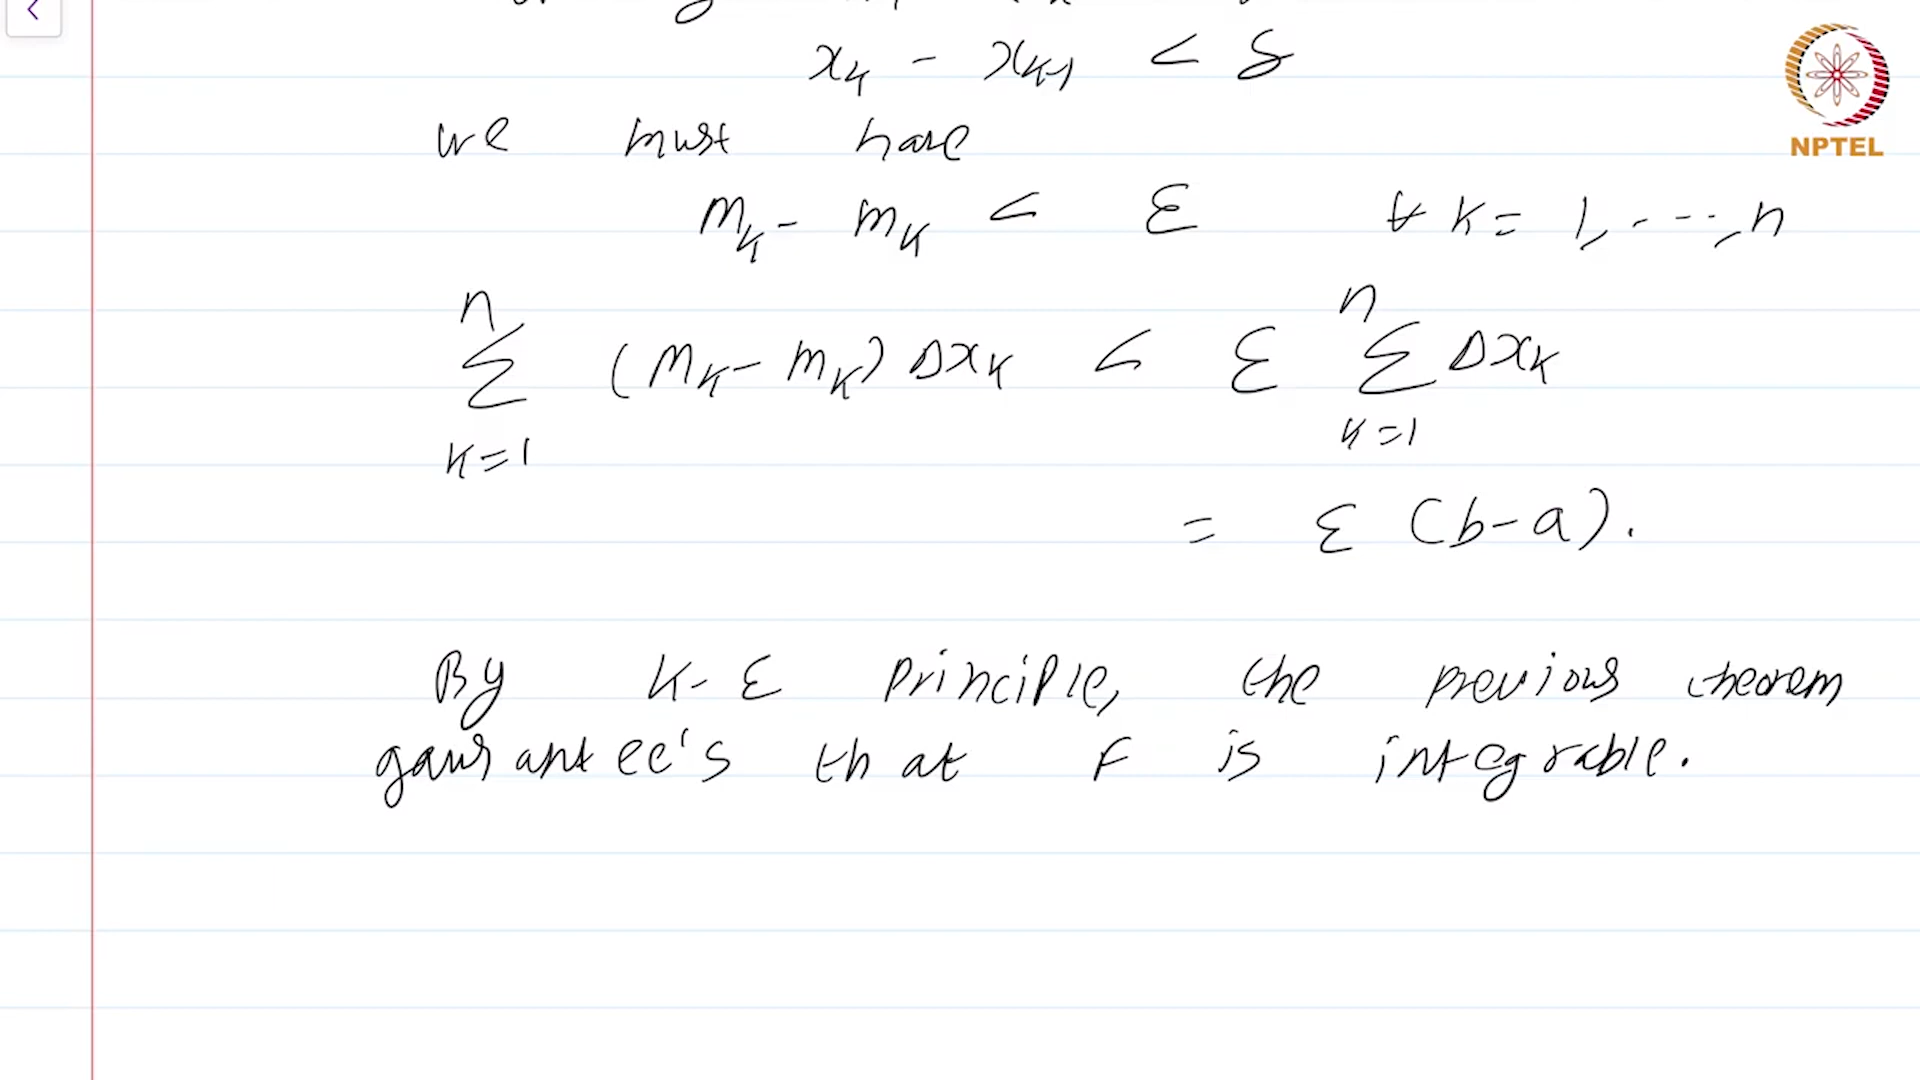 x_k - x_{k-1} < δ
NPTEL
we must have
M_k - m_k < ε ∀ k = 1, ..., n
n n
Σ (M_k - m_k) Δx_k < ε Σ Δx_k
k=1 k=1
= ε (b-a).
By K-ε principle, the previous theorem
gaurantee's that F is integrable.